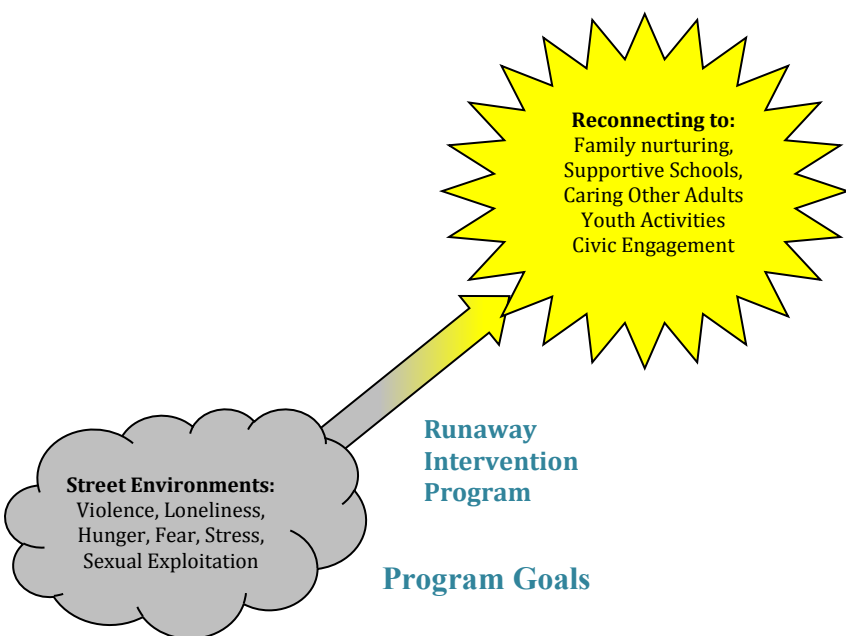 Reconnecting to:
Family nurturing,
Supportive Schools,
Caring Other Adults
Youth Activities
Civic Engagement
Runaway
Intervention
Program
Street Environments:
Violence, Loneliness,
Hunger, Fear, Stress,
Sexual Exploitation
Program Goals